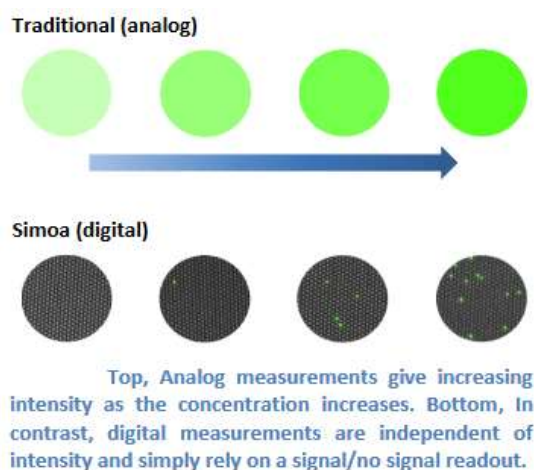 Traditional (analog)
Simoa (digital)
Top, Analog measurements give increasing
intensity as the concentration increases. Bottom, In
contrast, digital measurements are independent of
intensity and simply rely on a signal/no signal readout.